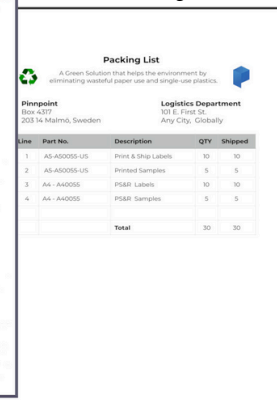 Packing List
A Green Solution that helps the environment by
eliminating wasteful paper use and single-use plastics.
Pinnpoint
Box 4317
203 14 Malmö, Sweden
Logistics Department
101 E. First St.
Any City, Globally
Line Part No. Description QTY Shipped
1 A5-A50055-US Print & Ship Labels 10 10
2 A5-A50055-US Printed Samples 5 5
3 A4 - A40055 PS&R Labels 10 10
4 A4 - A40055 PS&R Samples 5 5
Total 30 30